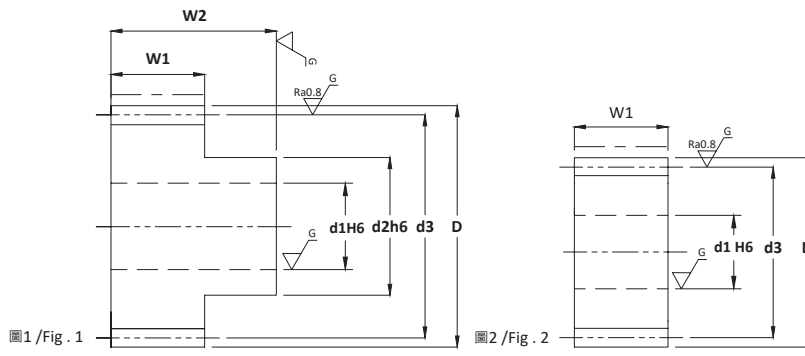 W2
W1
G
G
Ra0.8
d1H6
d2h6
d3
D
G
圖1 /Fig . 1
W1
G
Ra0.8
d1 H6
d3
G
圖2 /Fig . 2